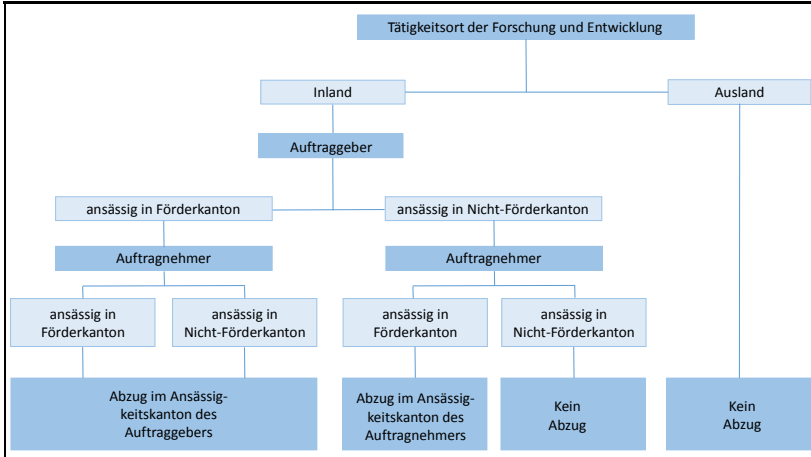 Tätigkeitsort der Forschung und Entwicklung
Inland
Ausland
Auftraggeber
ansässig in Förderkanton
ansässig in Nicht-Förderkanton
Auftragnehmer
Auftragnehmer
ansässig in
Förderkanton
ansässig in
Nicht-Förderkanton
ansässig in
Förderkanton
ansässig in
Nicht-Förderkanton
Abzug im Ansässig-
keitskanton des
Auftraggebers
Abzug im Ansässig-
keitskanton des
Auftragnehmers
Kein
Abzug
Kein
Abzug